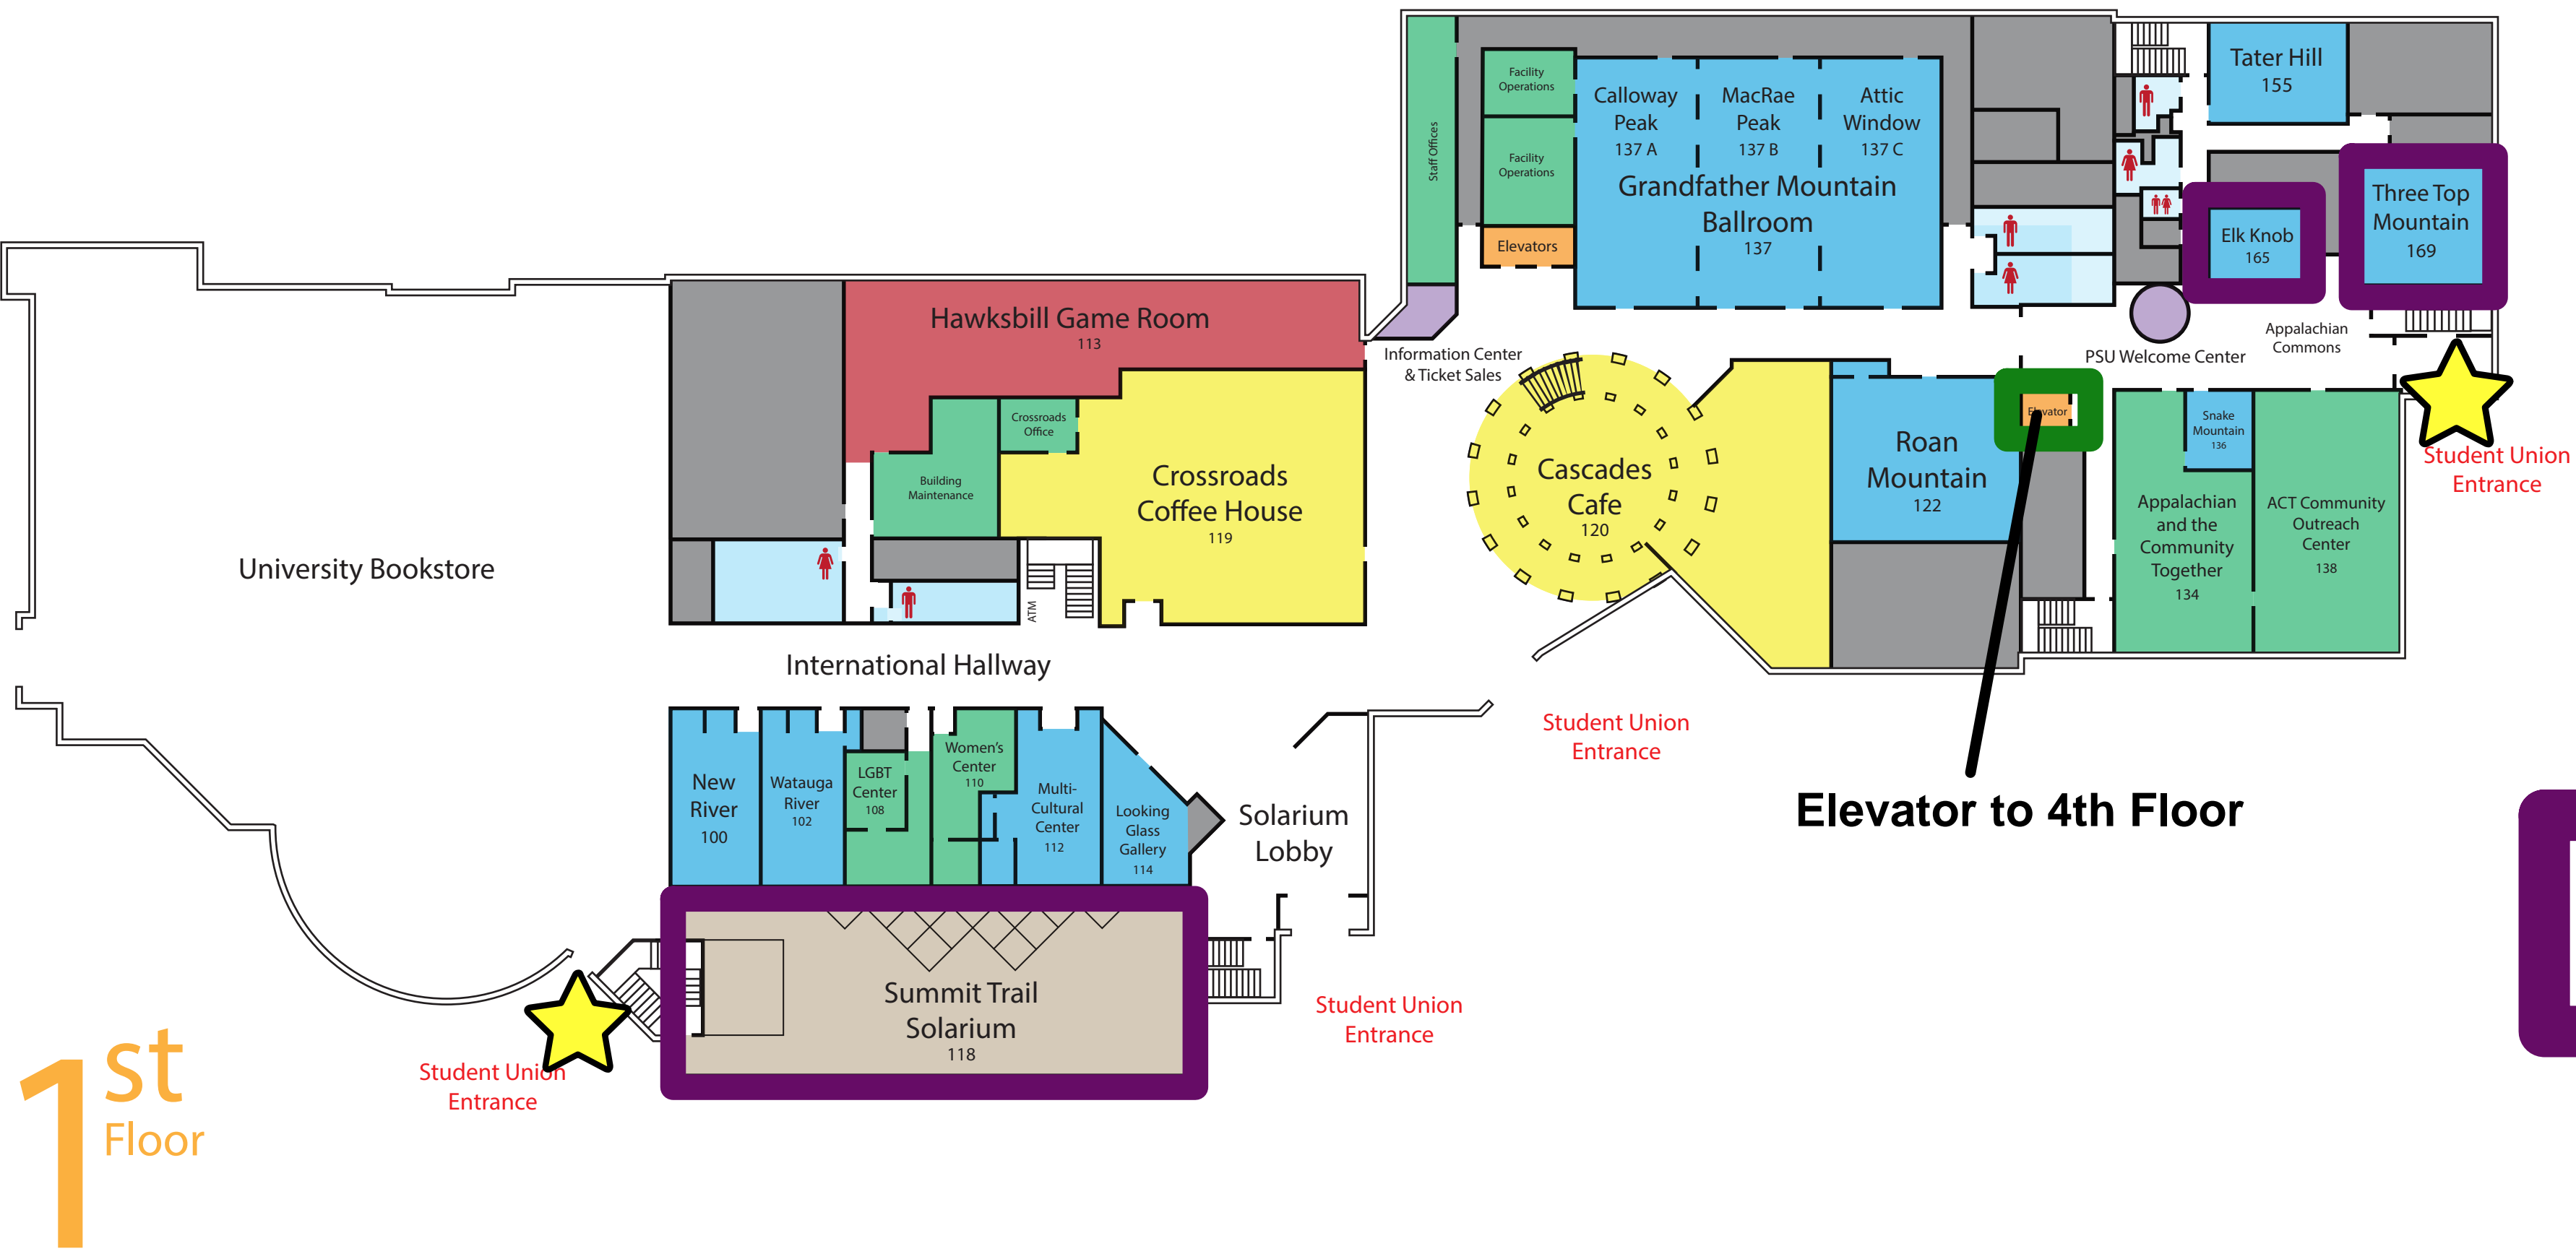 Tater Hill
155
Staff Offices
Facility
Operations
Facility
Operations
Elevators
Calloway
Peak
137 A
MacRae
Peak
137 B
Attic
Window
137 C
Grandfather Mountain
Ballroom
137
Elk Knob
165
Three Top
Mountain
169
Appalachian
Commons
PSU Welcome Center
Information Center
& Ticket Sales
Hawksbill Game Room
113
Crossroads
Office
Building
Maintenance
Crossroads
Coffee House
119
ATM
University Bookstore
International Hallway
Cascades
Cafe
120
Roan
Mountain
122
Elevator
Snake
Mountain
136
Appalachian
and the
Community
Together
134
ACT Community
Outreach
Center
138
Student Union
Entrance
Student Union
Entrance
Elevator to 4th Floor
New
River
100
Watauga
River
102
LGBT
Center
108
Women's
Center
110
Multi-
Cultural
Center
112
Looking
Glass
Gallery
114
Solarium
Lobby
Summit Trail
Solarium
118
Student Union
Entrance
Student Union
Entrance
1st
Floor